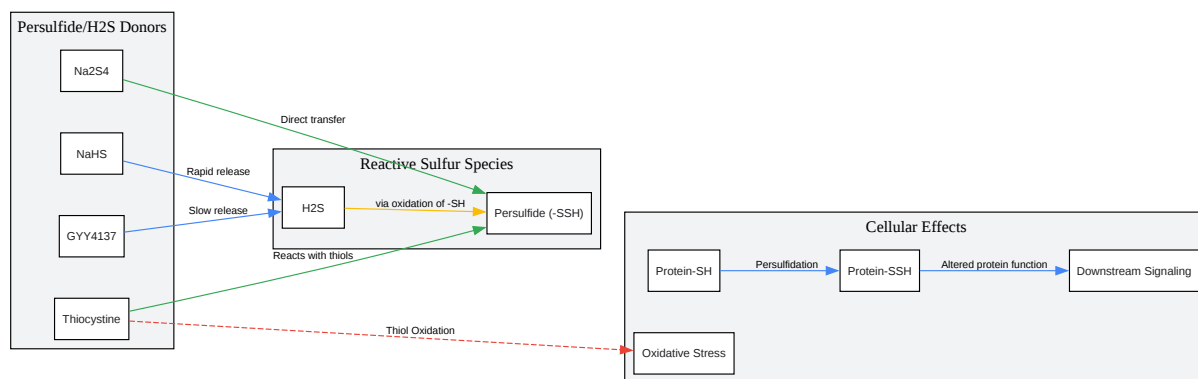 Persulfide/H2S Donors
Na2S4
Direct transfer
NaHS
Rapid release
Reactive Sulfur Species
H2S
via oxidation of -SH
Persulfide (-SSH)
Slow release
GYY4137
Reacts with thiols
Thiocystine
Thiol Oxidation
Cellular Effects
Protein-SH
Persulfidation
Protein-SSH
Altered protein function
Downstream Signaling
Oxidative Stress